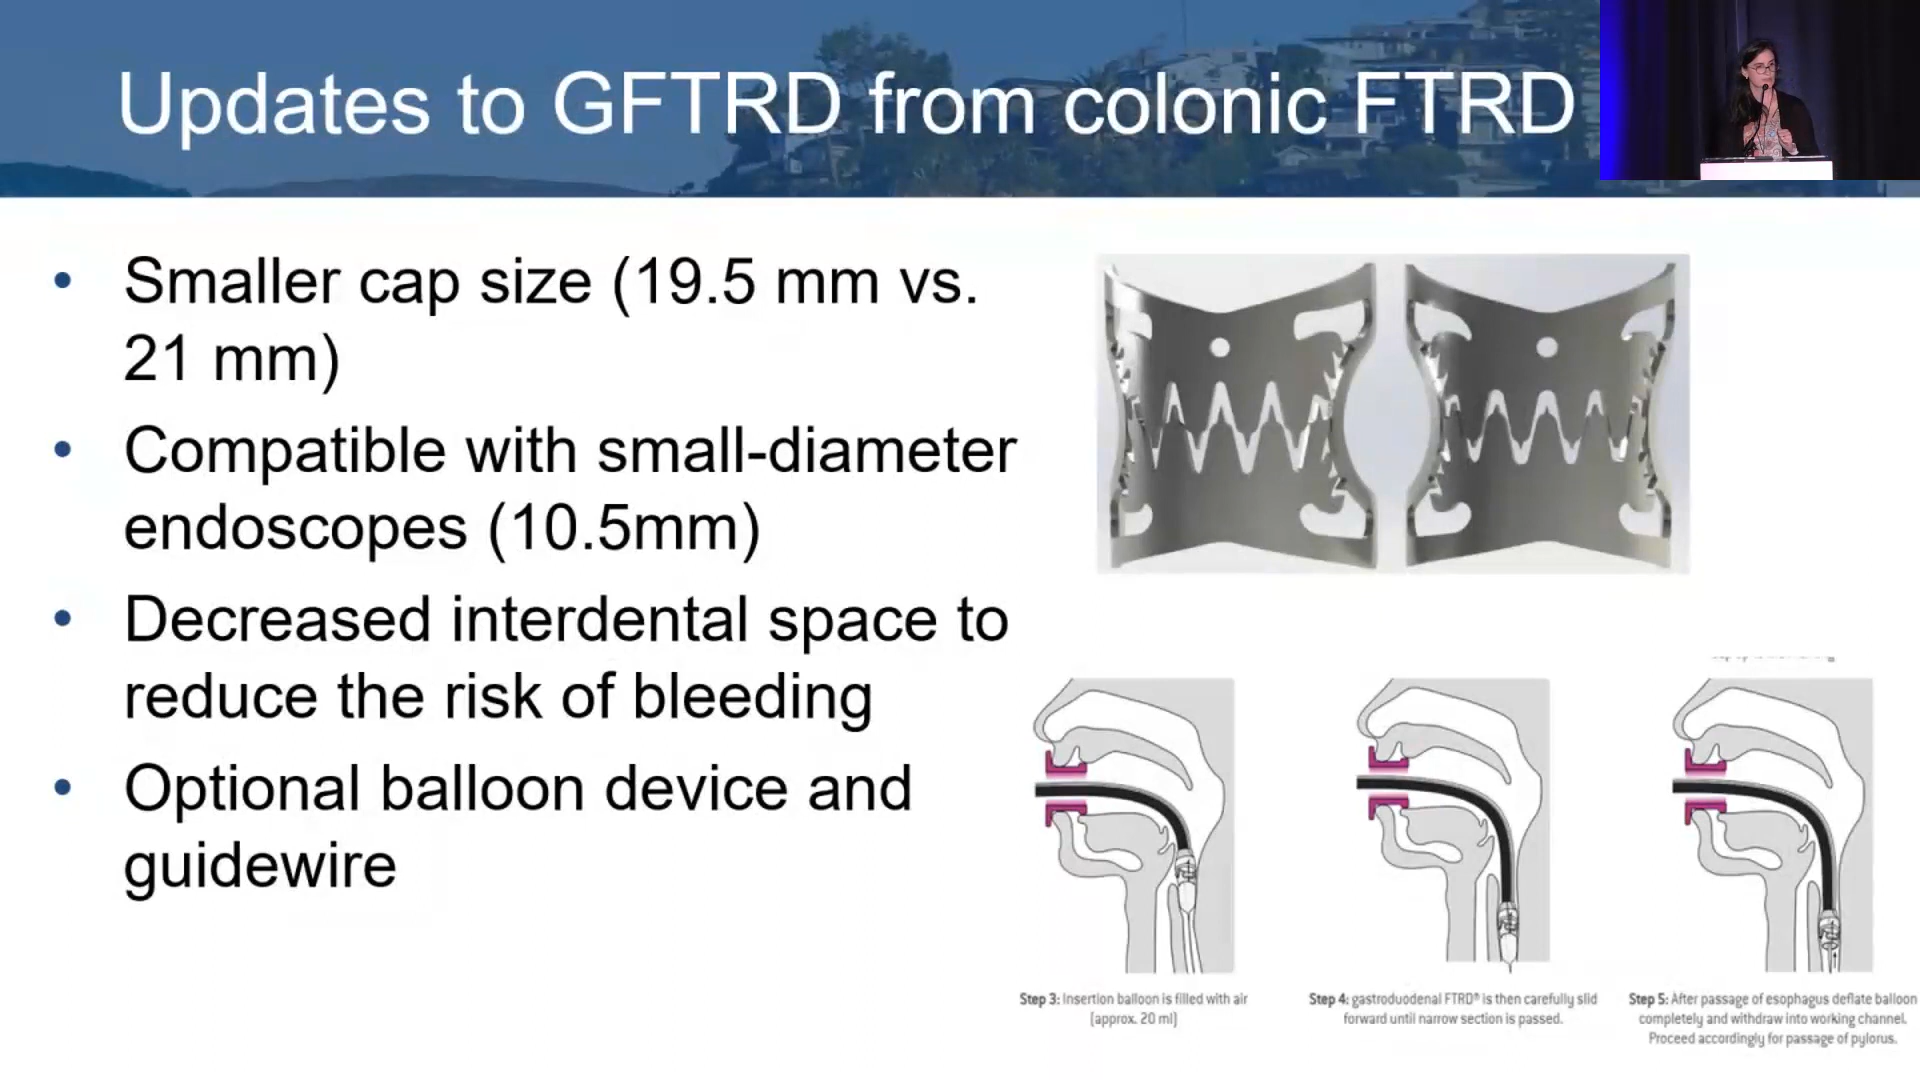 Updates to GFTRD from colonic FTRD
• Smaller cap size (19.5 mm vs.
21 mm)
• Compatible with small-diameter
endoscopes (10.5mm)
• Decreased interdental space to
reduce the risk of bleeding
• Optional balloon device and
guidewire
Step 3: Insertion balloon is filled with air
(approx. 20 ml)
Step 4: gastroduodenal FTRD® is then carefully slid
forward until narrow section is passed.
Step 5: After passage of esophagus deflate balloon
completely and withdraw into working channel.
Proceed accordingly for passage of pylorus.